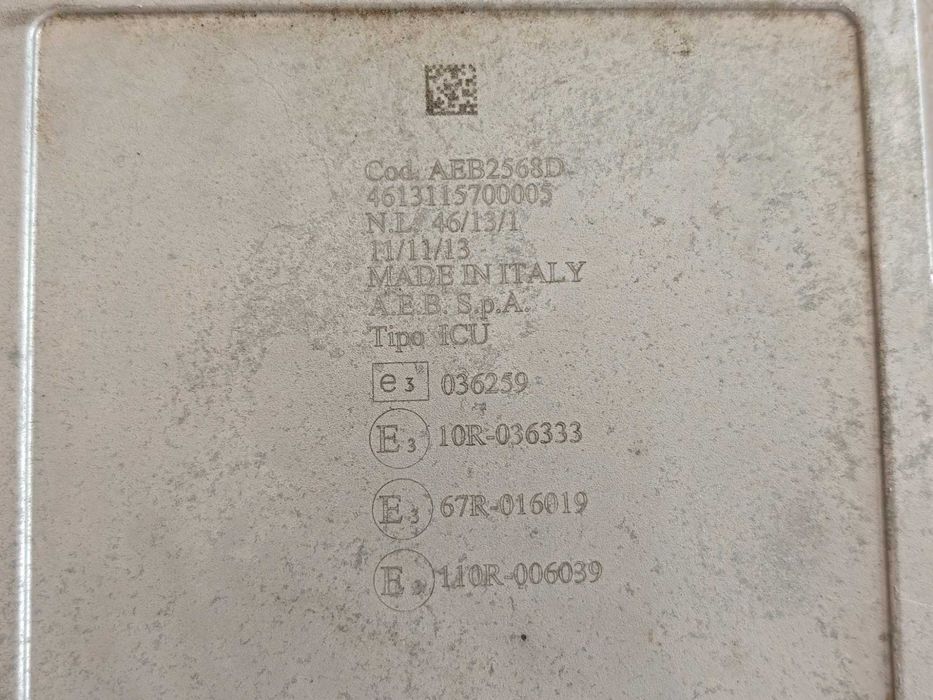 Cod. AEB2568D
4613115700005
N.L. 46/13/1
11/11/13
MADE IN ITALY
A.E.B. S.p.A.
Tipo ICU
e3 036259
E3 10R-036333
E3 67R-016019
E3 110R-006039